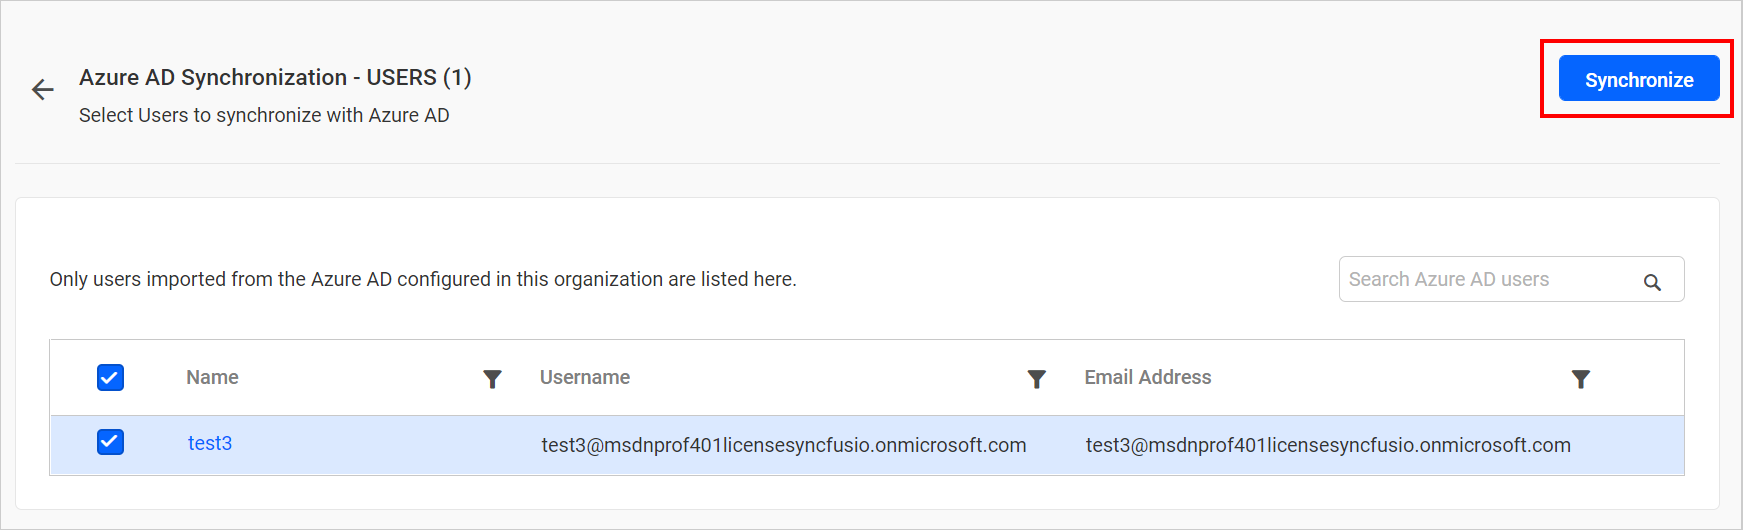 Azure AD Synchronization - USERS (1)
Select Users to synchronize with Azure AD
Synchronize
Only users imported from the Azure AD configured in this organization are listed here.
Search Azure AD users
Name Username Email Address
test3 test3@msdnprof401licensesyncfusio.onmicrosoft.com test3@msdnprof401licensesyncfusio.onmicrosoft.com